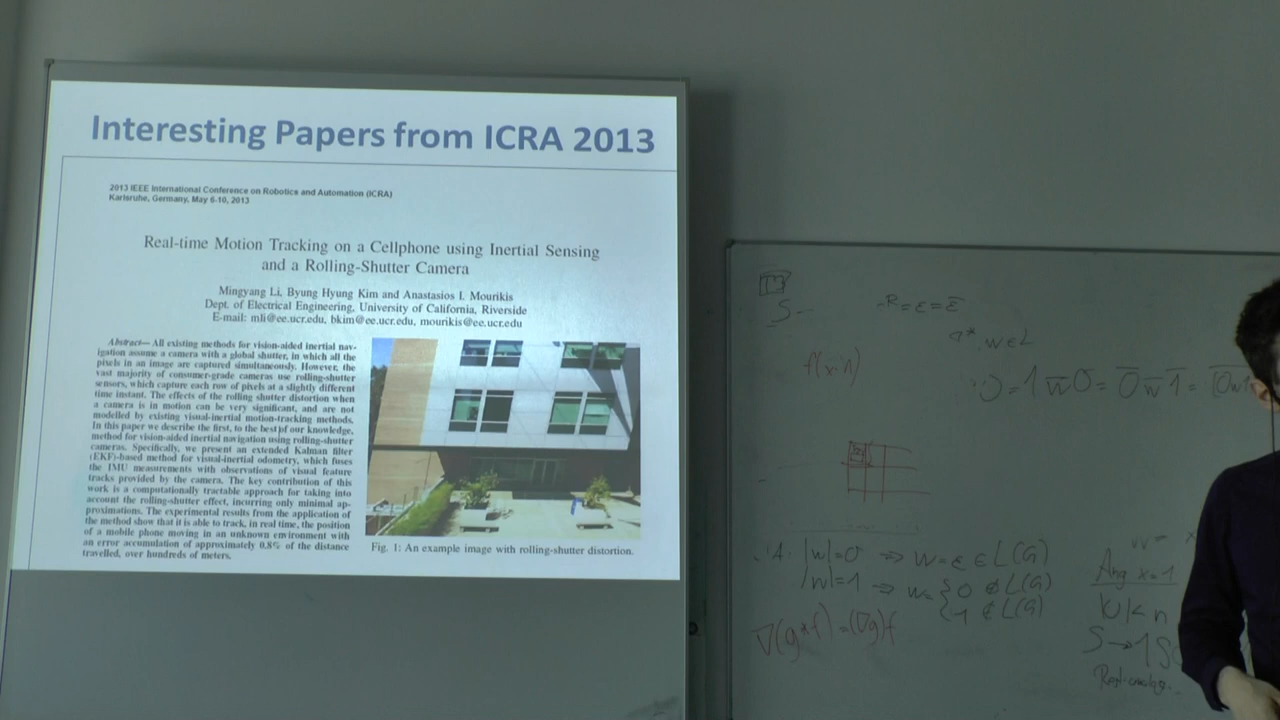 Interesting Papers from ICRA 2013
2013 IEEE International Conference on Robotics and Automation (ICRA)
Karlsruhe, Germany, May 6-10, 2013
Real-time Motion Tracking on a Cellphone using Inertial Sensing
and a Rolling-Shutter Camera
Mingyang Li, Byung Hyung Kim and Anastasios I. Mourikis
Dept. of Electrical Engineering, University of California, Riverside
E-mail: mli@ee.ucr.edu, bkim@ee.ucr.edu, mourikis@ee.ucr.edu
Abstract— All existing methods for vision-aided inertial nav-
igation assume a camera with a global shutter, in which all the
pixels in an image are captured simultaneously. However, the
vast majority of consumer-grade cameras use rolling-shutter
sensors, which capture each row of pixels at a slightly different
time instant. The effects of the rolling shutter distortion when
a camera is in motion can be very significant, and are not
modelled by existing visual-inertial motion-tracking methods.
In this paper we describe the first, to the best of our knowledge,
method for vision-aided inertial navigation using rolling-shutter
cameras. Specifically, we present an extended Kalman filter
(EKF)-based method for visual-inertial odometry, which fuses
the IMU measurements with observations of visual feature
tracks provided by the camera. The key contribution of this
work is a computationally tractable approach for taking into
account the rolling-shutter effect, incurring only minimal ap-
proximations. The experimental results from the application of
the method show that it is able to track, in real time, the position
of a mobile phone moving in an unknown environment with
an error accumulation of approximately 0.8% of the distance
travelled, over hundreds of meters.
Fig. 1: An example image with rolling-shutter distortion.
f(x·n)
|w|=0 ⇒ w=ε ∈ L(G)
|w|=1 ⇒ w={0 ∉ L(G)
1 ∉ L(G)
∇(g*f)=(∇g)f